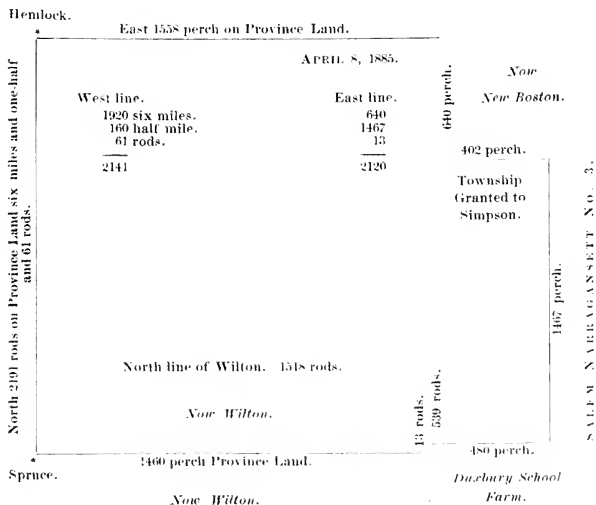 Hemlock.
East 1558 perch on Province Land.
APRIL 8, 1885.
West line.
1920 six miles.
160 half mile.
61 rods.
2141
East line.
640
1467
13
2120
640 perch.
Now
New Boston.
402 perch.
Township
Granted to
Simpson.
North 2191 rods on Province Land six miles and one-half
and 61 rods.
1467 perch.
SALEM NARRAGANSETT NO. 3.
North line of Wilton. 1518 rods.
Now Wilton.
13 rods.
539 rods.
1460 perch Province Land.
480 perch.
Spruce.
Now Wilton.
Duxbury School
Farm.